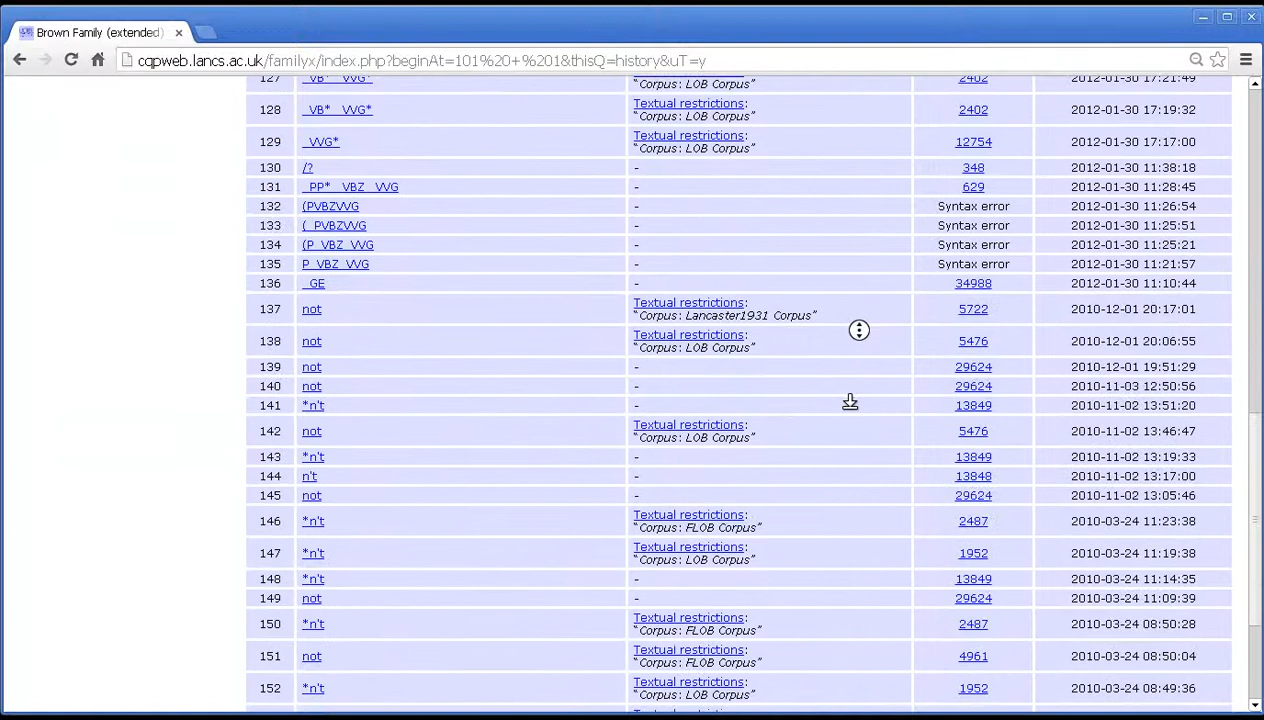 Brown Family (extended)
cqpweb.lancs.ac.uk/familyx/index.php?beginAt=101%20+%201&thisQ=history&uT=y
127 _VB* _VVG* "Corpus: LOB Corpus" 2402 2012-01-30 17:21:49
128 _VB* _VVG* Textual restrictions: 2402 2012-01-30 17:19:32
"Corpus: LOB Corpus"
129 _VVG* Textual restrictions: 12754 2012-01-30 17:17:00
"Corpus: LOB Corpus"
130 /? - 348 2012-01-30 11:38:18
131 _PP* _VBZ _VVG - 629 2012-01-30 11:28:45
132 (PVBZVVG - Syntax error 2012-01-30 11:26:54
133 (_PVBZVVG - Syntax error 2012-01-30 11:25:51
134 (P_VBZ_VVG - Syntax error 2012-01-30 11:25:21
135 P_VBZ_VVG - Syntax error 2012-01-30 11:21:57
136 _GE - 34988 2012-01-30 11:10:44
137 not Textual restrictions: 5722 2010-12-01 20:17:01
"Corpus: Lancaster1931 Corpus"
138 not Textual restrictions: 5476 2010-12-01 20:06:55
"Corpus: LOB Corpus"
139 not - 29624 2010-12-01 19:51:29
140 not - 29624 2010-11-03 12:50:56
141 *n't - 13849 2010-11-02 13:51:20
142 not Textual restrictions: 5476 2010-11-02 13:46:47
"Corpus: LOB Corpus"
143 *n't - 13849 2010-11-02 13:19:33
144 n't - 13848 2010-11-02 13:17:00
145 not - 29624 2010-11-02 13:05:46
146 *n't Textual restrictions: 2487 2010-03-24 11:23:38
"Corpus: FLOB Corpus"
147 *n't Textual restrictions: 1952 2010-03-24 11:19:38
"Corpus: LOB Corpus"
148 *n't - 13849 2010-03-24 11:14:35
149 not - 29624 2010-03-24 11:09:39
150 *n't Textual restrictions: 2487 2010-03-24 08:50:28
"Corpus: FLOB Corpus"
151 not Textual restrictions: 4961 2010-03-24 08:50:04
"Corpus: FLOB Corpus"
152 *n't Textual restrictions: 1952 2010-03-24 08:49:36
"Corpus: LOB Corpus"